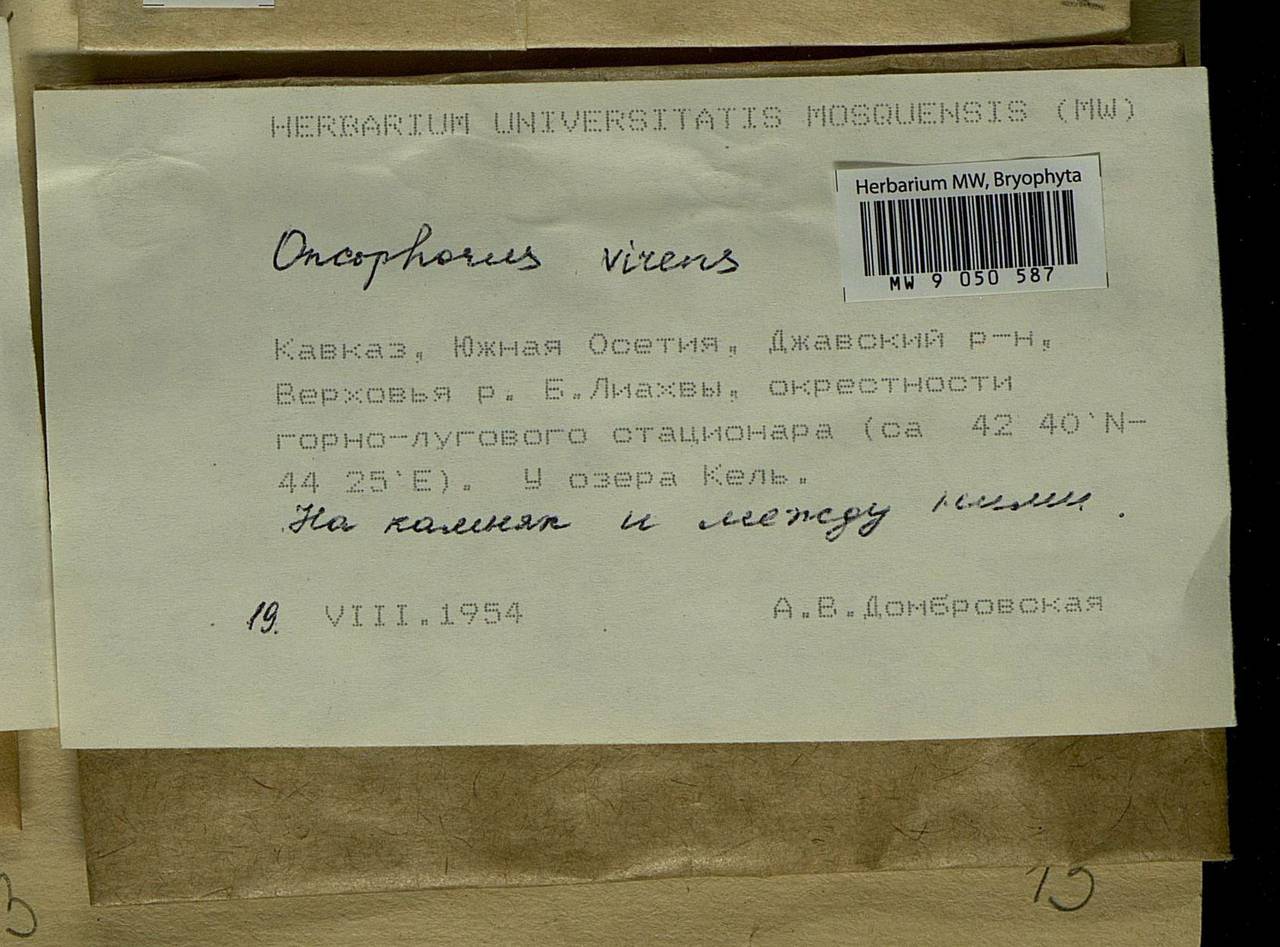 HERBARIUM UNIVERSITATIS MOSQUENSIS (MW)
Herbarium MW, Bryophyta
MW 9 050 587
Oncophorus virens
Кавказ, Южная Осетия, Джавский р-н,
Верховья р. Б.Лиахвы, окрестности
горно-лугового стационара (ca 42 40`N-
44 25`E). У озера Кель.
На камнях и между ними.
19. VIII.1954
А.В.Домбровская
3
15